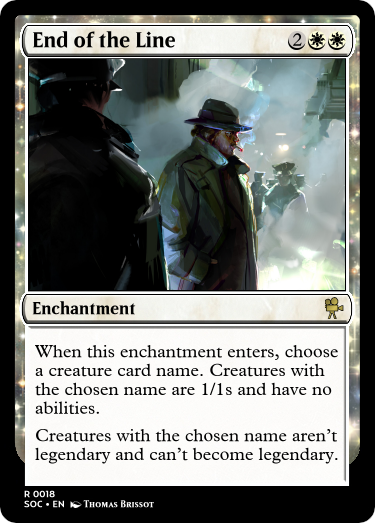 End of the Line 2
Enchantment
When this enchantment enters, choose
a creature card name. Creatures with
the chosen name are 1/1s and have no
abilities.
Creatures with the chosen name aren't
legendary and can't become legendary.
R 0018
SOC • EN Thomas Brissot